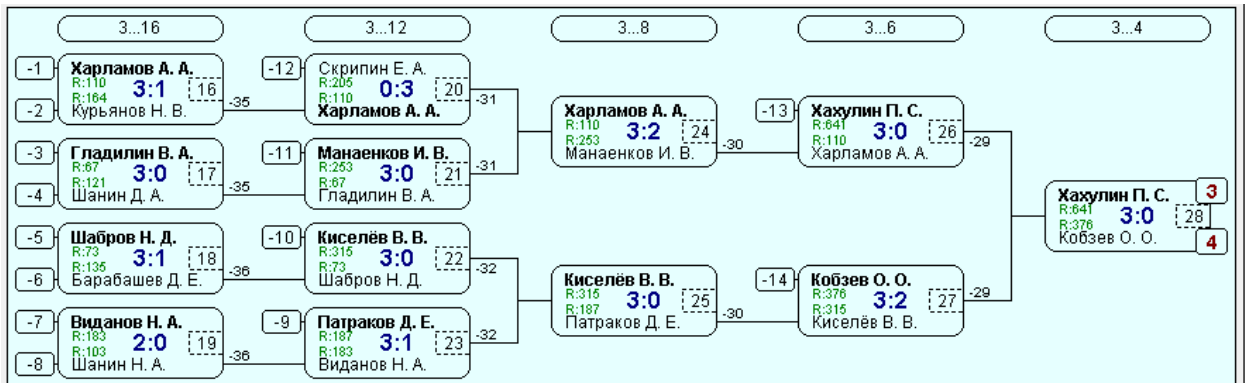 3...16
3...12
3...8
3...6
3...4
-1
Харламов А. А.
R:110
3:1
16
R:164
-2
Курьянов Н. В.
-35
-3
Гладилин В. А.
R:67
3:0
17
R:121
-4
Шанин Д. А.
-35
-5
Шабров Н. Д.
R:73
3:1
18
R:135
-6
Барабашев Д. Е.
-36
-7
Виданов Н. А.
R:183
2:0
19
R:103
-8
Шанин Н. А.
-36
-12
Скрипин Е. А.
R:205
0:3
20
R:110
Харламов А. А.
-31
-11
Манаенков И. В.
R:253
3:0
21
R:67
Гладилин В. А.
-31
-10
Киселёв В. В.
R:315
3:0
22
R:73
Шабров Н. Д.
-32
-9
Патраков Д. Е.
R:187
3:1
23
R:183
Виданов Н. А.
-32
Харламов А. А.
R:110
3:2
24
R:253
Манаенков И. В.
-30
Киселёв В. В.
R:315
3:0
25
R:187
Патраков Д. Е.
-30
-13
Хахулин П. С.
R:641
3:0
26
R:110
Харламов А. А.
-29
-14
Кобзев О. О.
R:376
3:2
27
R:315
Киселёв В. В.
-29
Хахулин П. С.
3
R:641
3:0
28
R:376
Кобзев О. О.
4